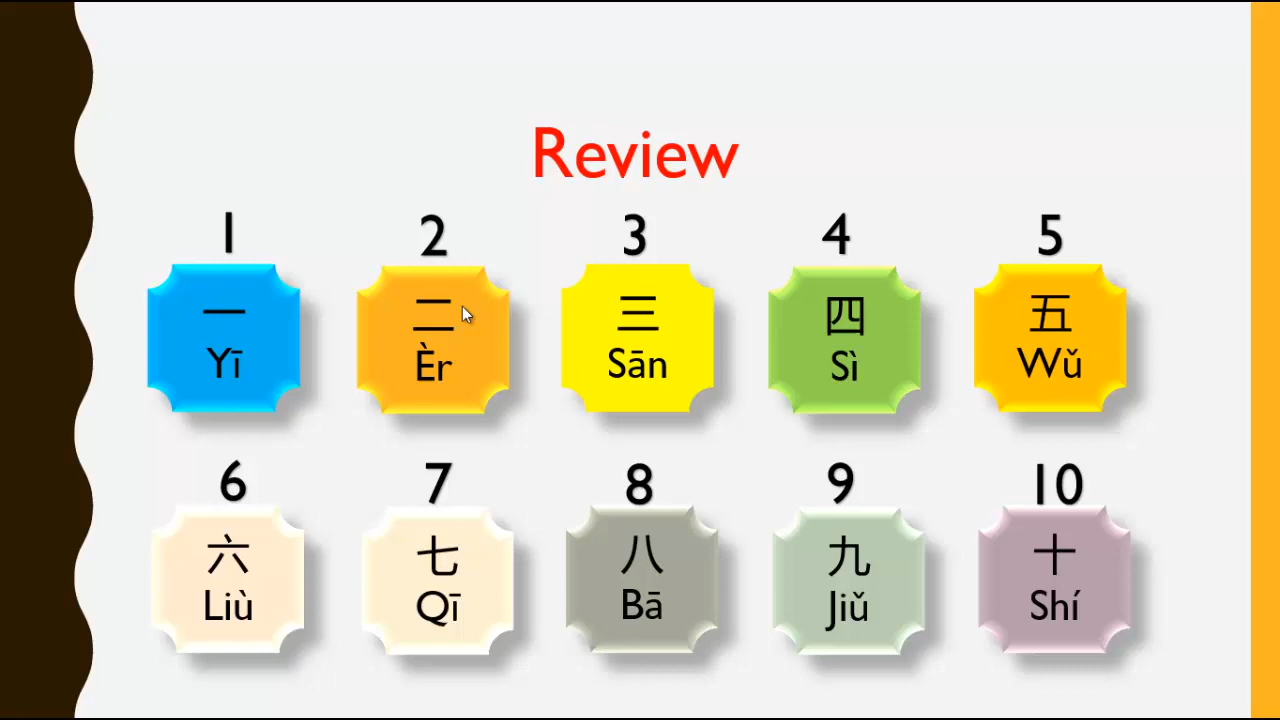 Review
1 2 3 4 5
一 二 三 四 五
Yī Èr Sān Sì Wǔ
6 7 8 9 10
六 七 八 九 十
Liù Qī Bā Jiǔ Shí